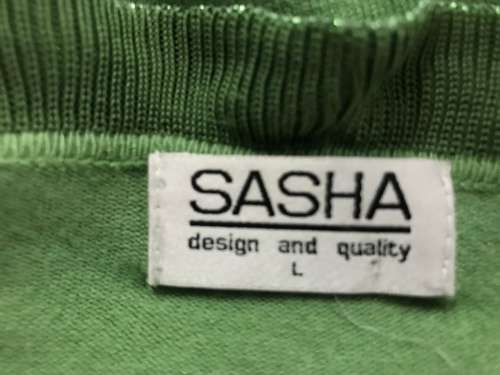 SASHA
design and quality
L